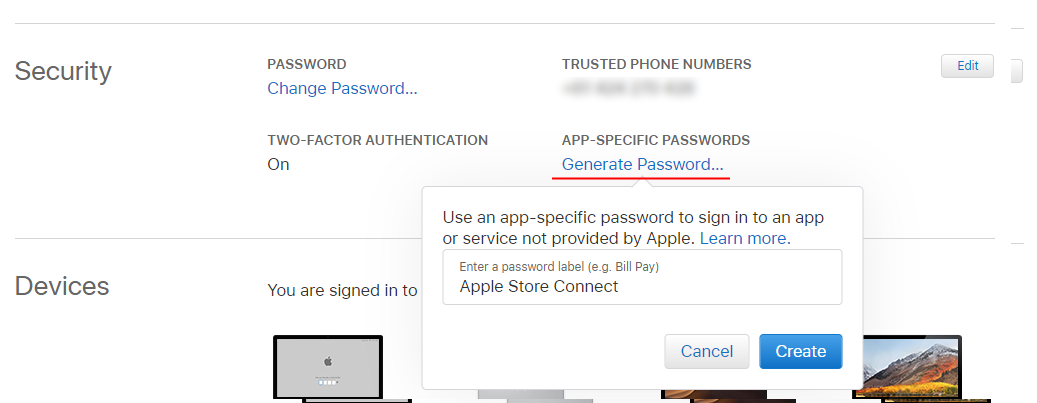 Security
PASSWORD
Change Password...
TRUSTED PHONE NUMBERS
Edit
TWO-FACTOR AUTHENTICATION
On
APP-SPECIFIC PASSWORDS
Generate Password...
Use an app-specific password to sign in to an app
or service not provided by Apple. Learn more.
Enter a password label (e.g. Bill Pay)
Apple Store Connect
Cancel
Create
Devices
You are signed in to